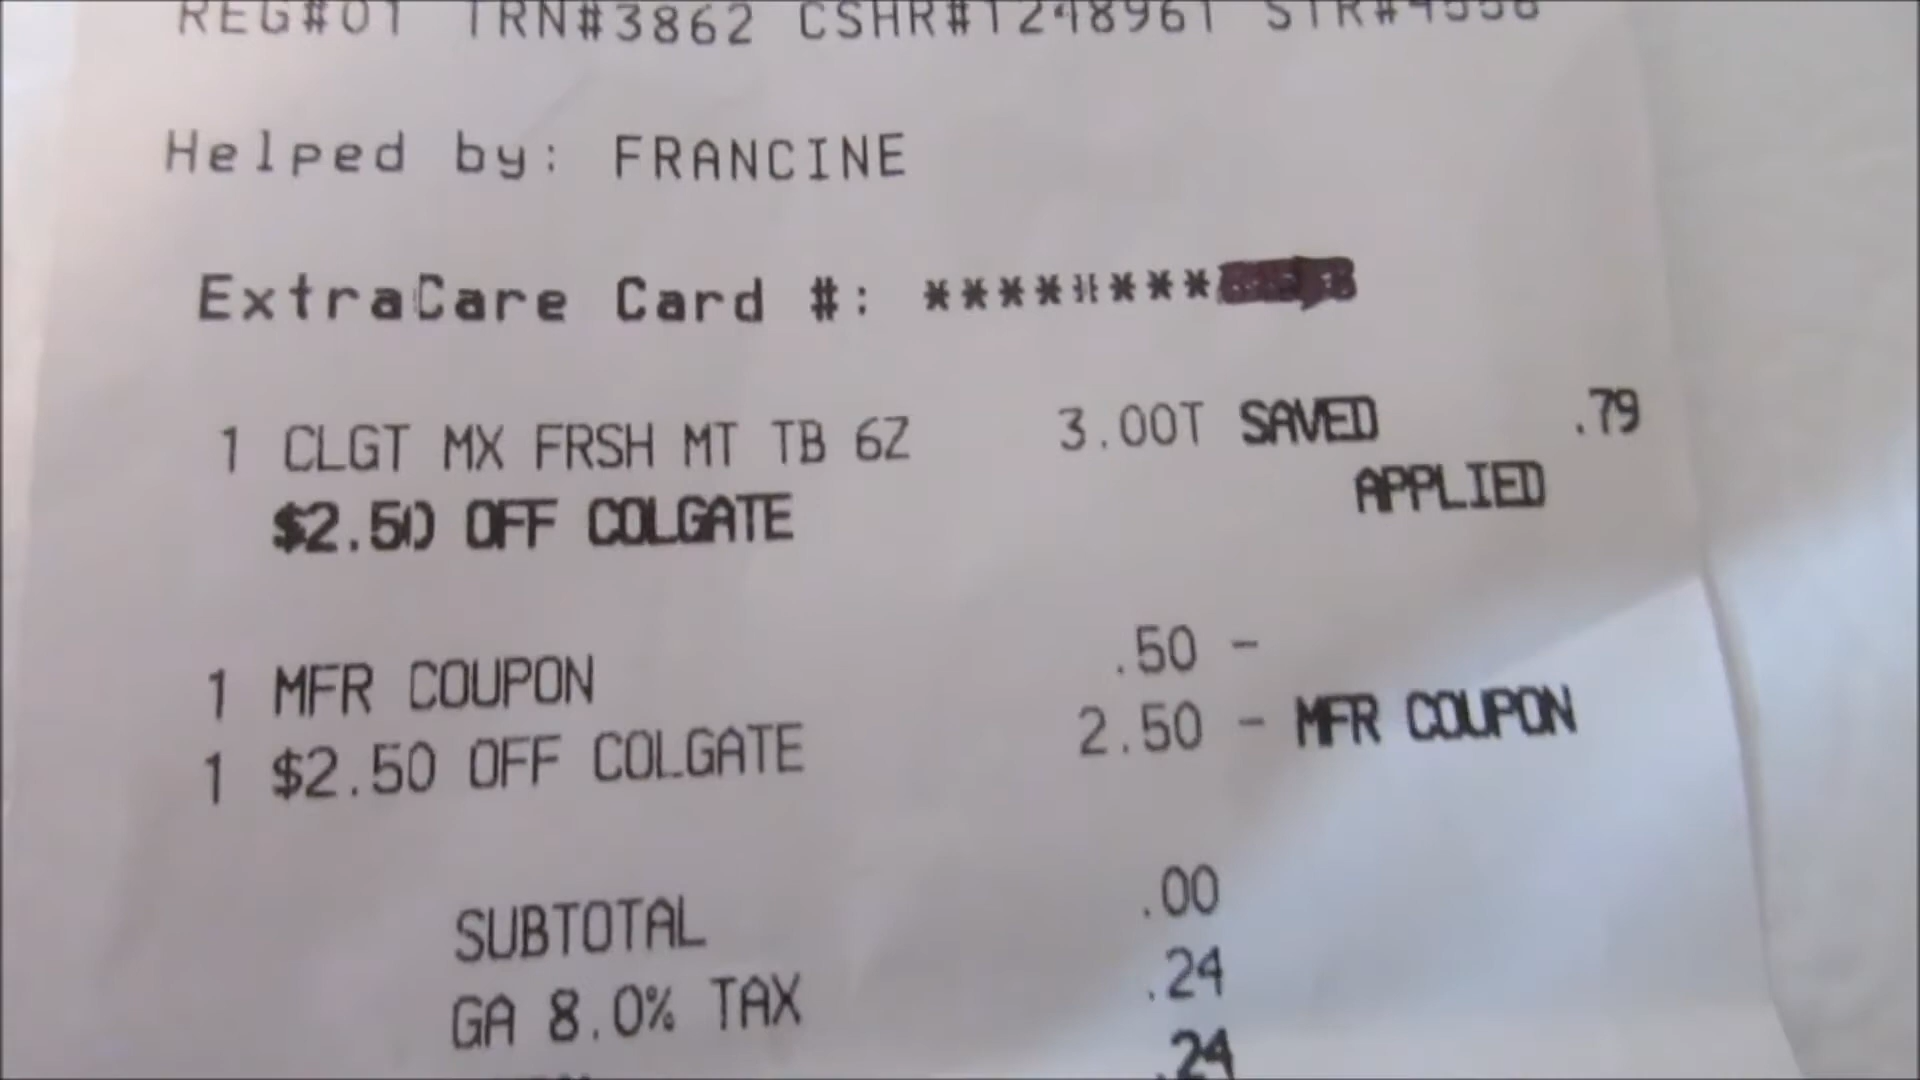 REG#01 TRN#3862 CSHR#1248961 STR#4556
Helped by: FRANCINE
ExtraCare Card #: ********
1 CLGT MX FRSH MT TB 6Z 3.00T SAVED .79
$2.50 OFF COLGATE APPLIED
1 MFR COUPON .50 -
1 $2.50 OFF COLGATE 2.50 - MFR COUPON
SUBTOTAL .00
GA 8.0% TAX .24
.24